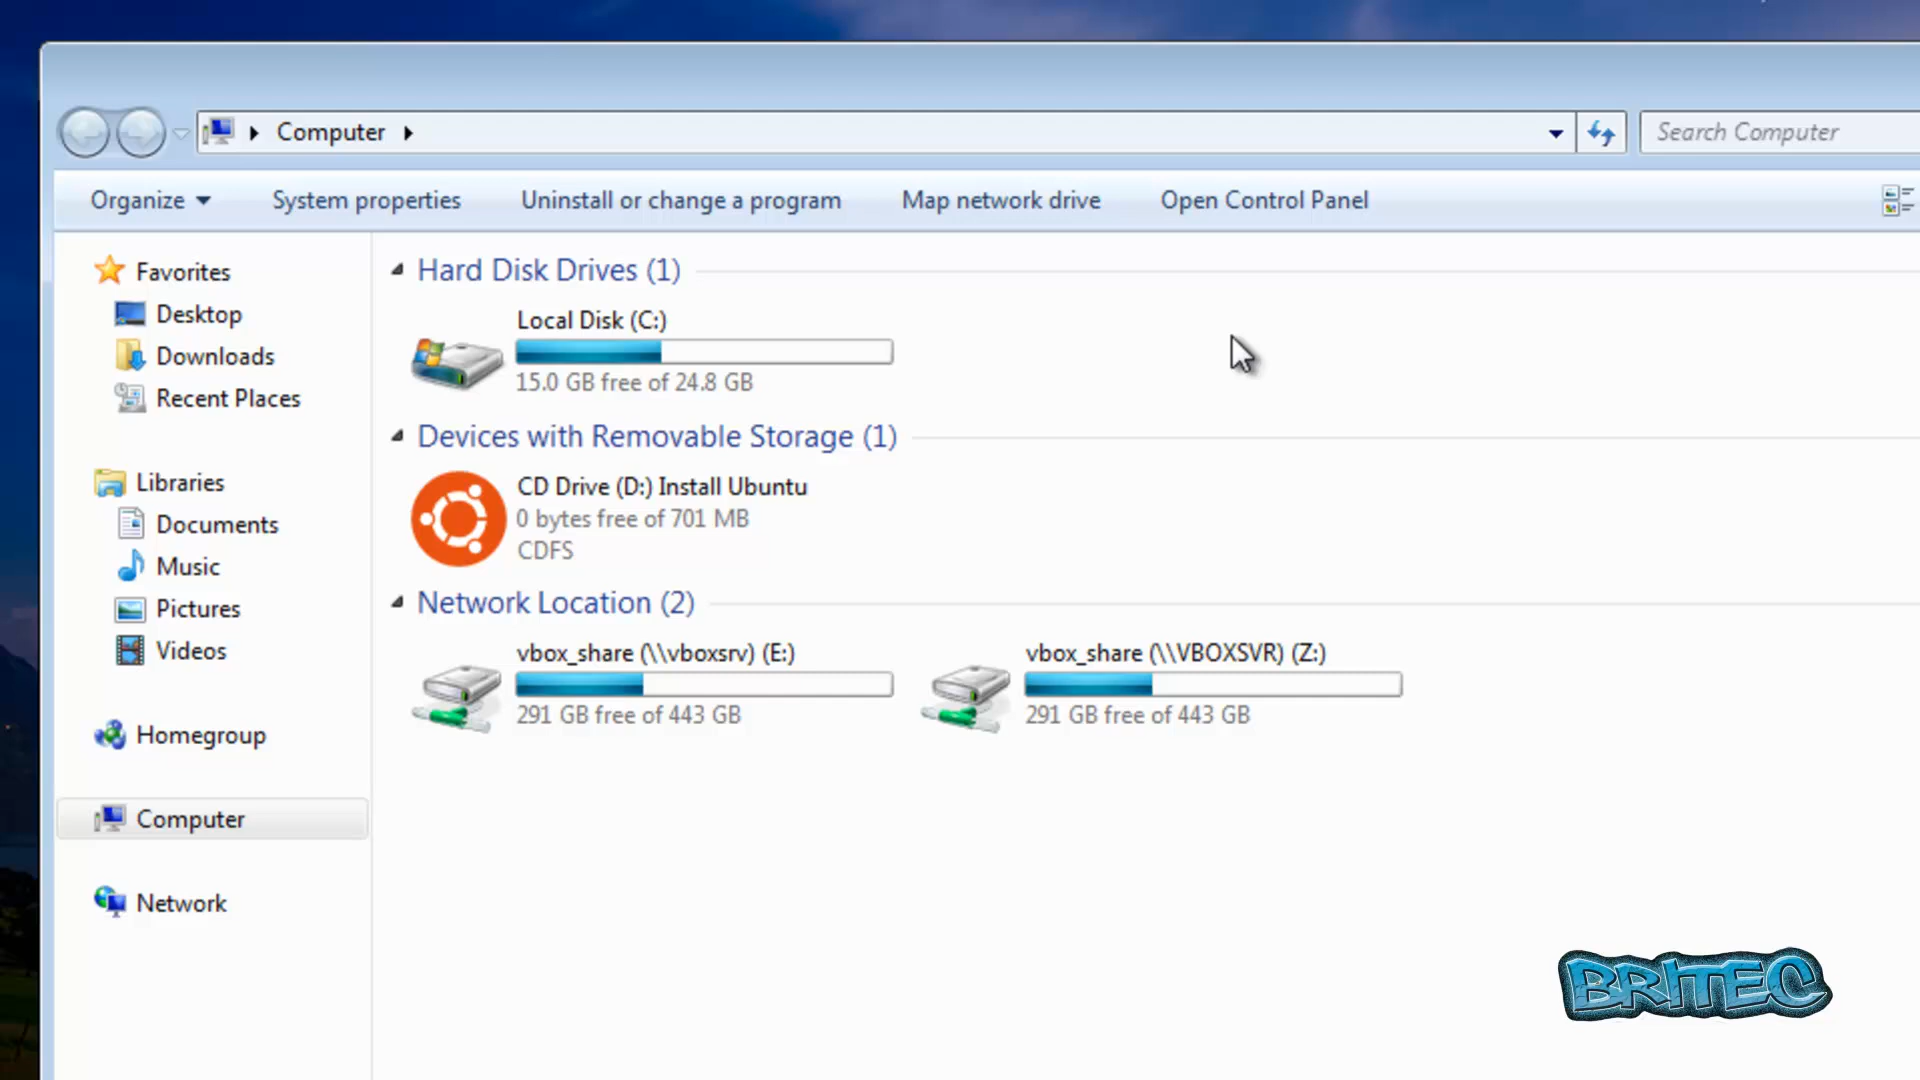 Computer
Search Computer
Organize
System properties
Uninstall or change a program
Map network drive
Open Control Panel
Favorites
Desktop
Downloads
Recent Places
Libraries
Documents
Music
Pictures
Videos
Homegroup
Computer
Network
Hard Disk Drives (1)
Local Disk (C:)
15.0 GB free of 24.8 GB
Devices with Removable Storage (1)
CD Drive (D:) Install Ubuntu
0 bytes free of 701 MB
CDFS
Network Location (2)
vbox_share (\\vboxsrv) (E:)
291 GB free of 443 GB
vbox_share (\\VBOXSVR) (Z:)
291 GB free of 443 GB
BRITEC